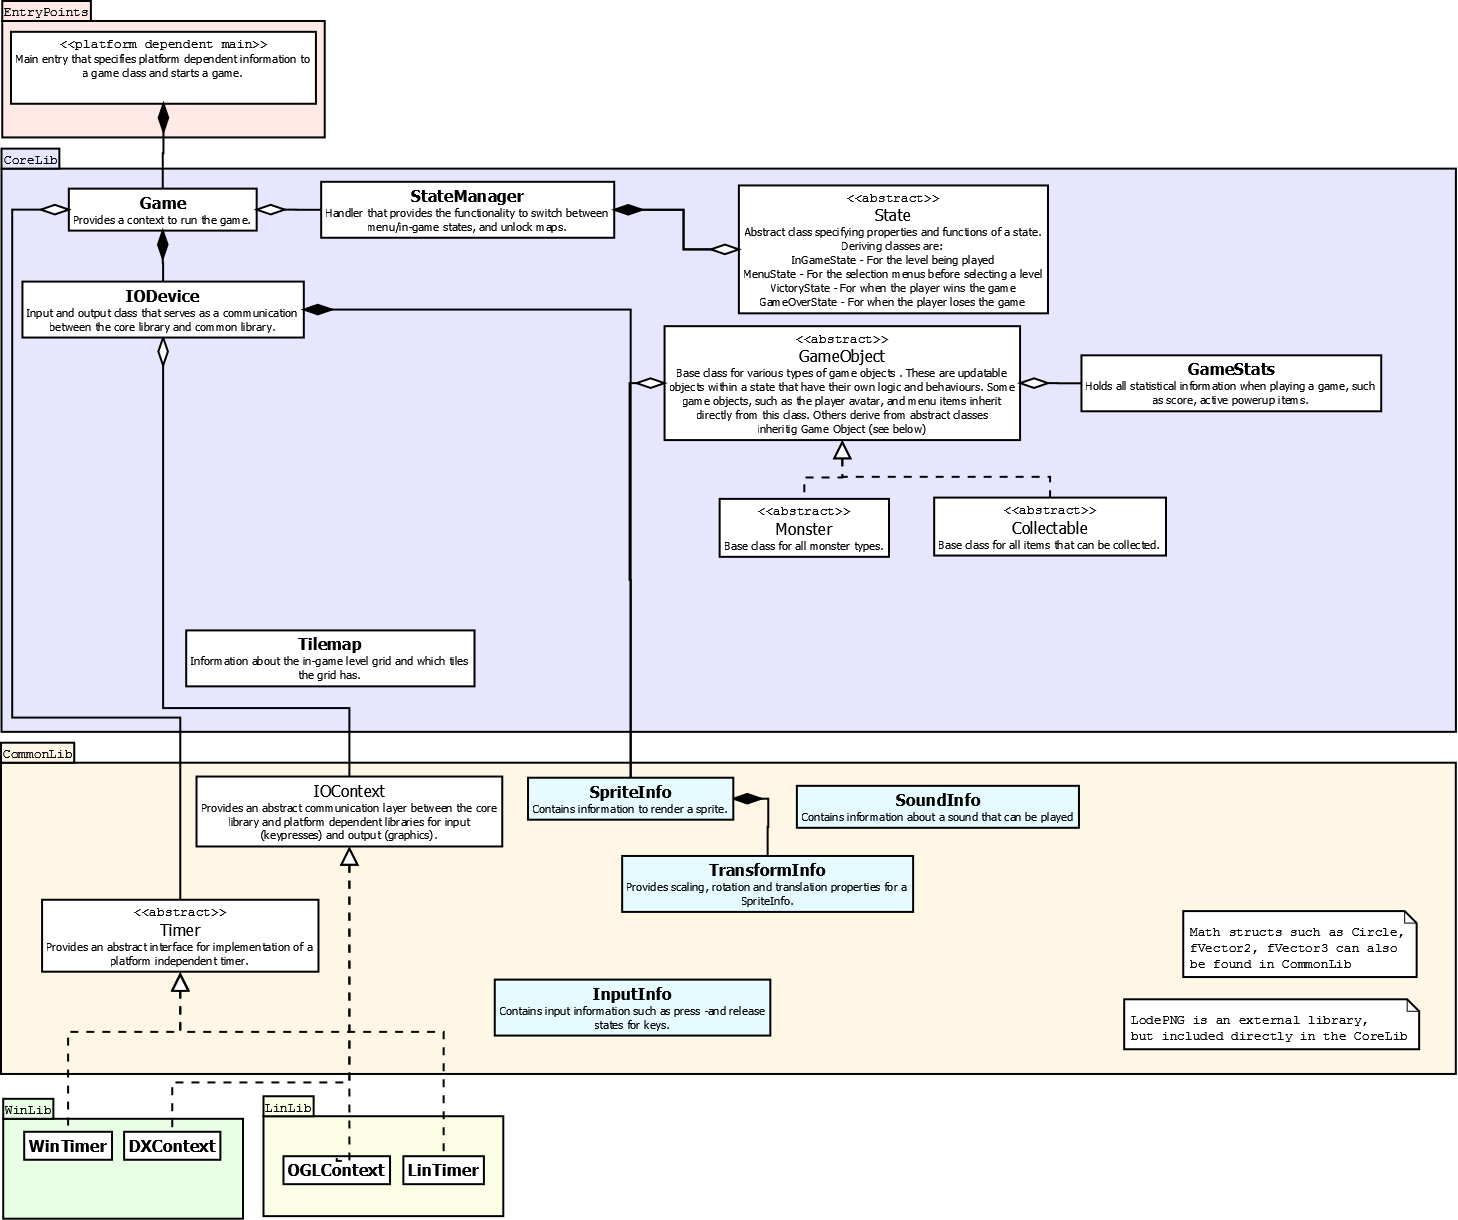 EntryPoints
<<platform dependent main>>
Main entry that specifies platform dependent information to
a game class and starts a game.
CoreLib
Game
Provides a context to run the game.
StateManager
Handler that provides the functionality to switch between
menu/in-game states, and unlock maps.
<<abstract>>
State
Abstract class specifying properties and functions of a state.
Deriving classes are:
InGameState - For the level being played
MenuState - For the selection menus before selecting a level
VictoryState - For when the player wins the game
GameOverState - For when the player loses the game
IODevice
Input and output class that serves as a communication
between the core library and common library.
<<abstract>>
GameObject
Base class for various types of game objects . These are updatable
objects within a state that have their own logic and behaviours. Some
game objects, such as the player avatar, and menu items inherit
directly from this class. Others derive from abstract classes
inheritig Game Object (see below)
GameStats
Holds all statistical information when playing a game, such
as score, active powerup items.
<<abstract>>
Monster
Base class for all monster types.
<<abstract>>
Collectable
Base class for all items that can be collected.
Tilemap
Information about the in-game level grid and which tiles
the grid has.
CommonLib
IOContext
Provides an abstract communication layer between the core
library and platform dependent libraries for input
(keypresses) and output (graphics).
SpriteInfo
Contains information to render a sprite.
SoundInfo
Contains information about a sound that can be played
TransformInfo
Provides scaling, rotation and translation properties for a
SpriteInfo.
<<abstract>>
Timer
Provides an abstract interface for implementation of a
platform independent timer.
Math structs such as Circle,
fVector2, fVector3 can also
be found in CommonLib
InputInfo
Contains input information such as press -and release
states for keys.
LodePNG is an external library,
but included directly in the CoreLib
WinLib
WinTimer
DXContext
LinLib
OGLContext
LinTimer